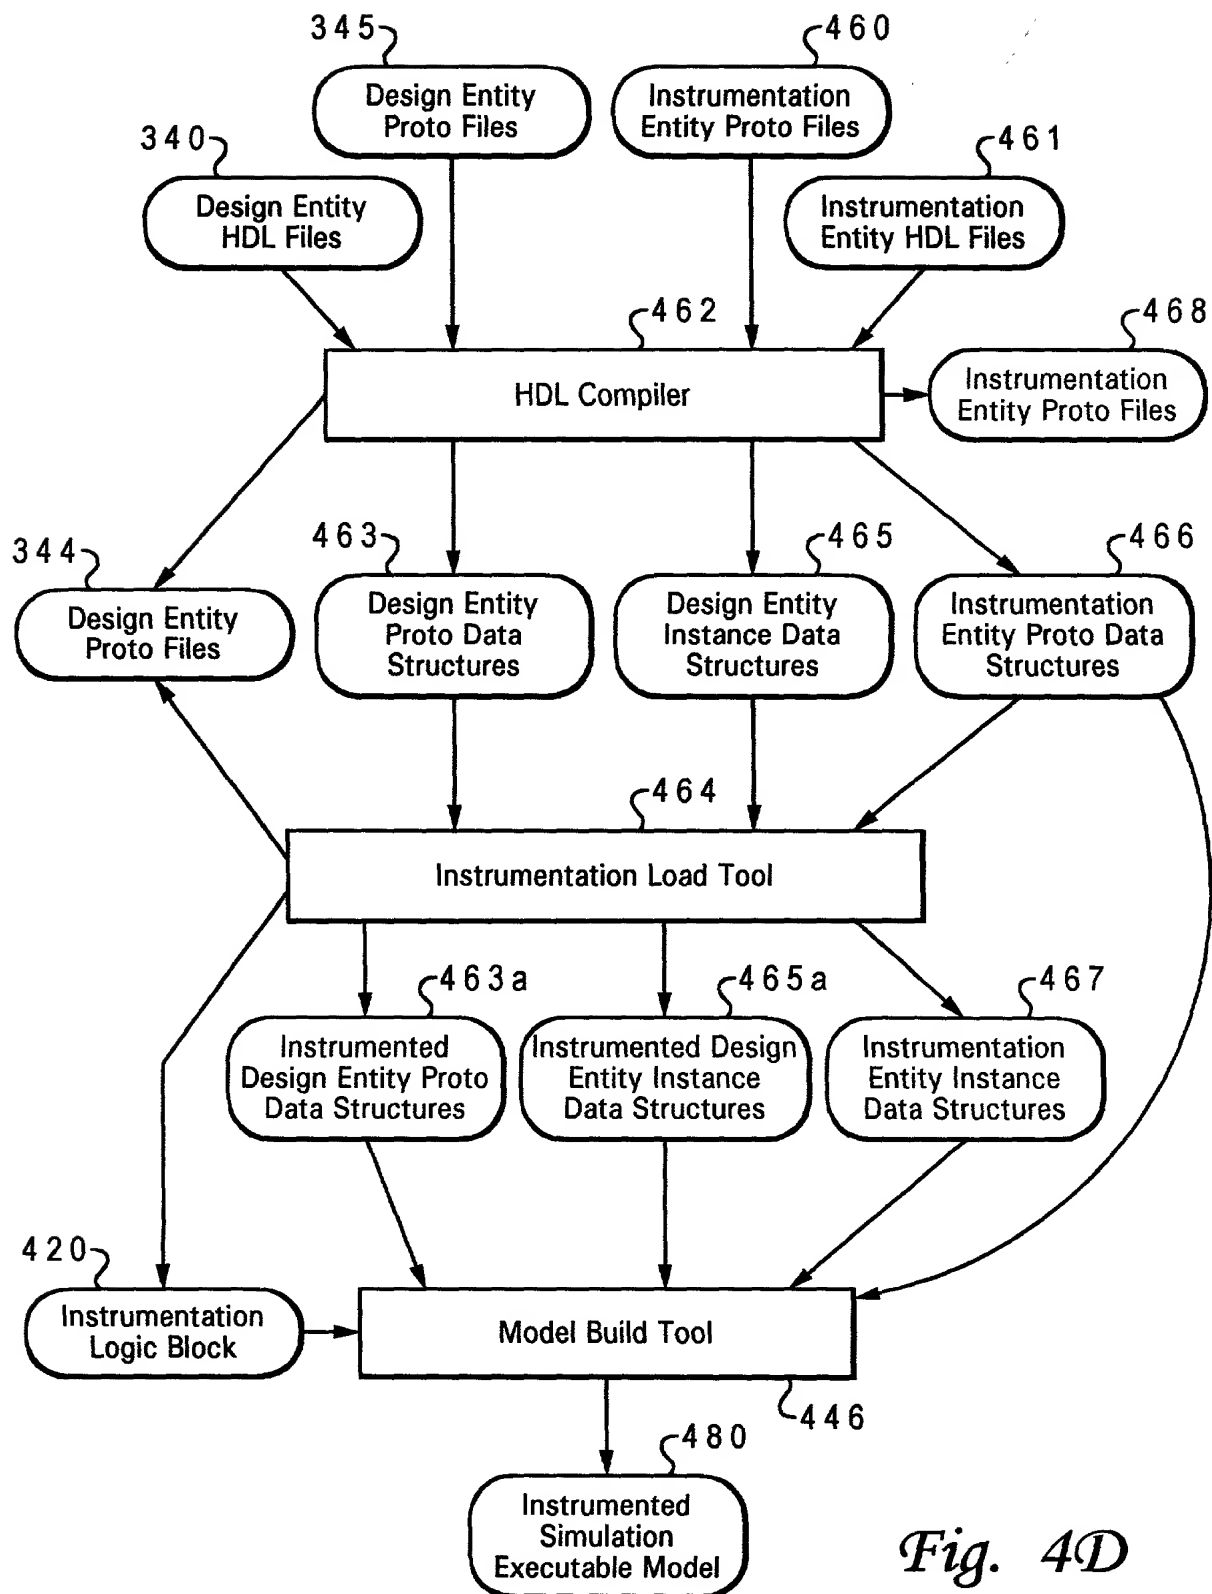 345
460
Design Entity
Proto Files
Instrumentation
Entity Proto Files
340
461
Design Entity
HDL Files
Instrumentation
Entity HDL Files
462
468
HDL Compiler
Instrumentation
Entity Proto Files
344
463
465
466
Design Entity
Proto Files
Design Entity
Proto Data
Structures
Design Entity
Instance Data
Structures
Instrumentation
Entity Proto Data
Structures
464
Instrumentation Load Tool
463a
465a
467
Instrumented
Design Entity Proto
Data Structures
Instrumented Design
Entity Instance
Data Structures
Instrumentation
Entity Instance
Data Structures
420
Instrumentation
Logic Block
Model Build Tool
446
480
Instrumented
Simulation
Executable Model
Fig. 4D